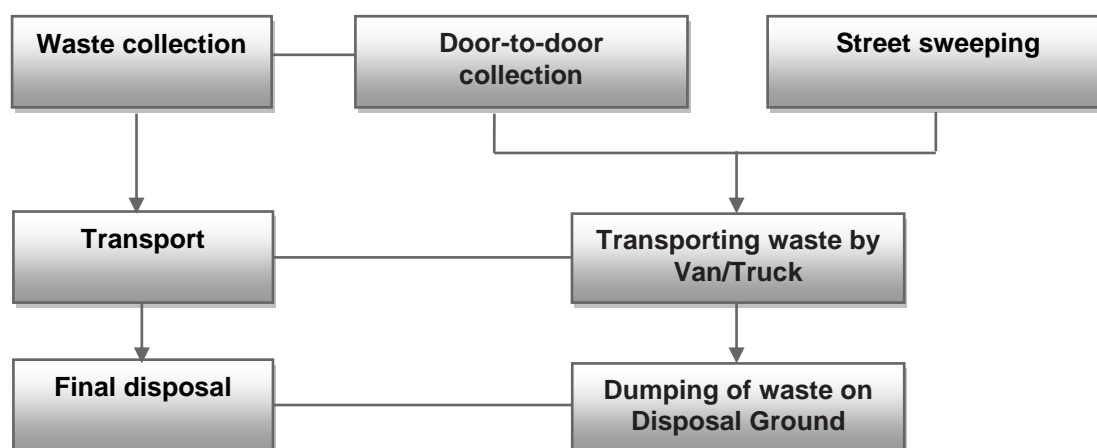 Waste collection
Door-to-door
collection
Street sweeping
Transport
Transporting waste by
Van/Truck
Final disposal
Dumping of waste on
Disposal Ground